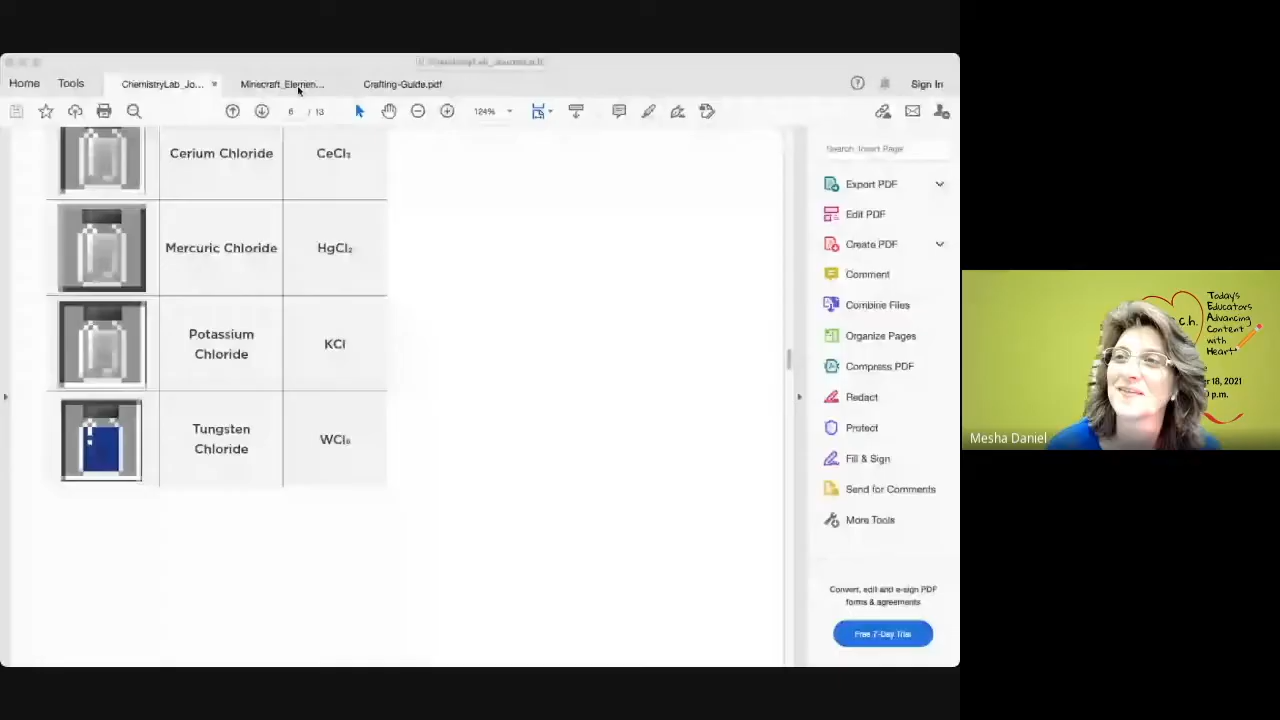 Home
Tools
ChemistryLab_Jo...
Minecraft_Elemen...
Crafting-Guide.pdf
Sign In
6 / 13
124%
Cerium Chloride
CeCl₃
Mercuric Chloride
HgCl₂
Potassium
Chloride
KCl
Tungsten
Chloride
WCl₆
Export PDF
Edit PDF
Create PDF
Comment
Combine Files
Organize Pages
Compress PDF
Redact
Protect
Fill & Sign
Send for Comments
More Tools
Convert, edit and e-sign PDF
forms & agreements
Free 7-Day Trial
c.h.
Today's
Educators
Advancing
Content
with
Heart
18, 2021
p.m.
Mesha Daniel